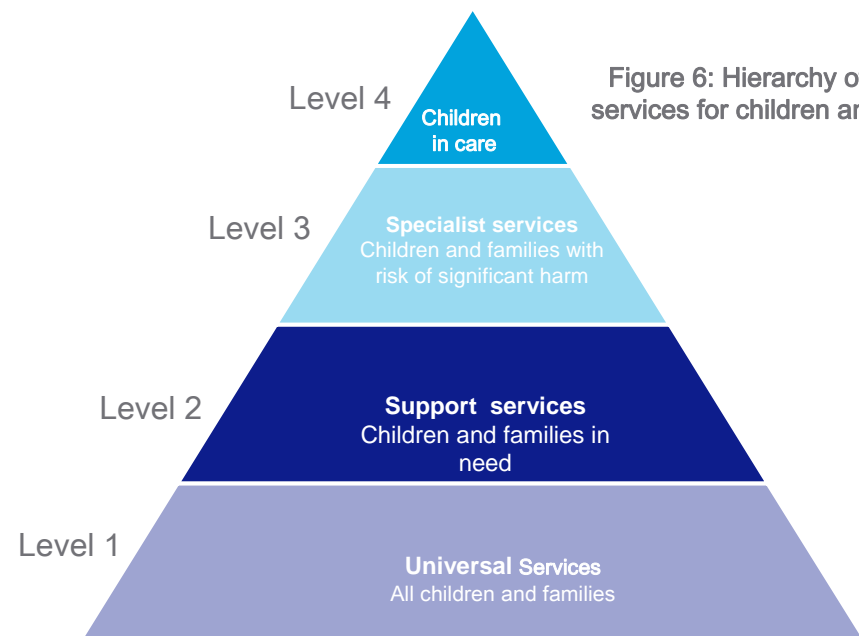 Figure 6: Hierarchy o
services for children an
Level 4
Children
in care
Level 3
Specialist services
Children and families with
risk of significant harm
Level 2
Support services
Children and families in
need
Level 1
Universal Services
All children and families